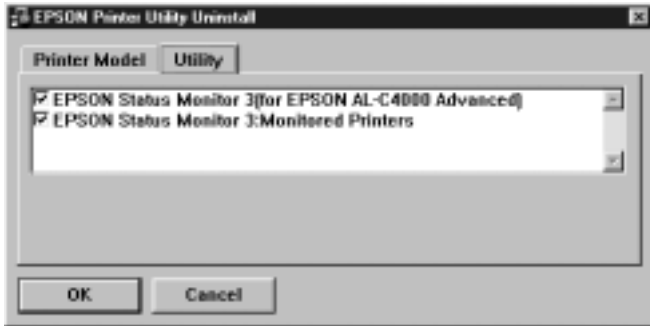 EPSON Printer Utility Uninstall
Printer Model
Utility
EPSON Status Monitor 3(for EPSON AL-C4000 Advanced)
EPSON Status Monitor 3:Monitored Printers
OK
Cancel